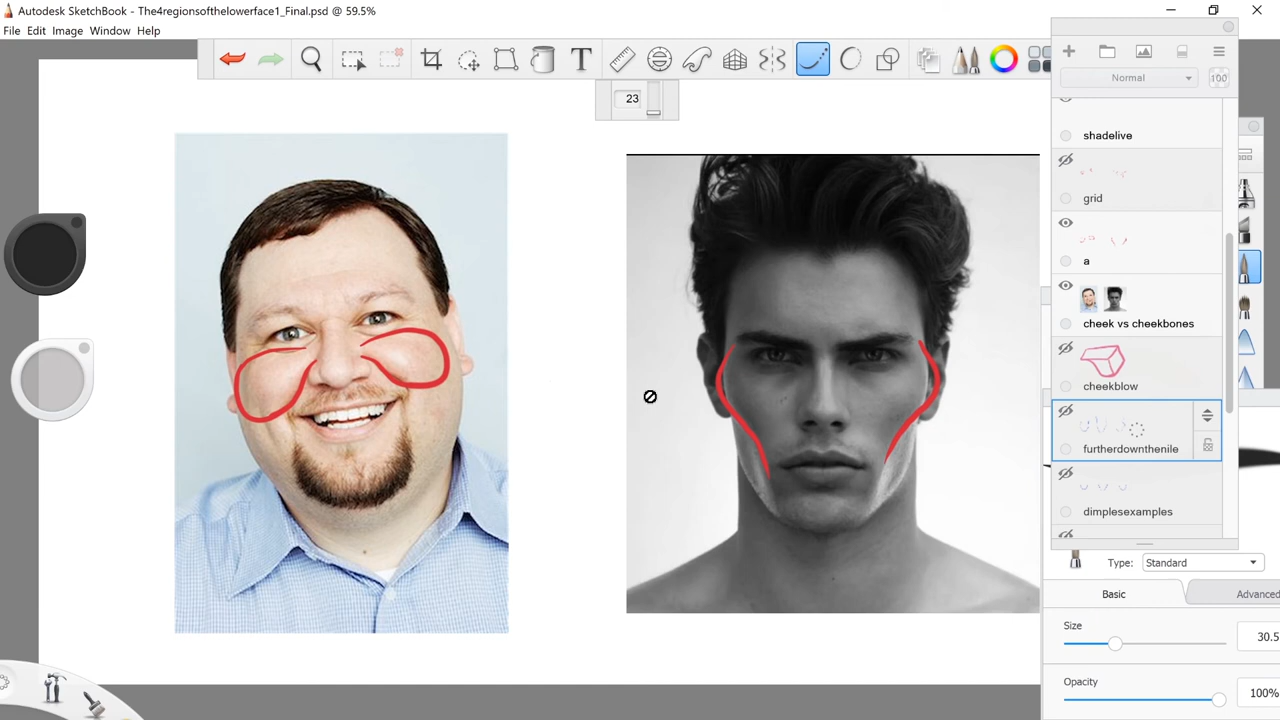 Autodesk SketchBook - The4regionsofthelowerface1_Final.psd @ 59.5%
File Edit Image Window Help
T
23
Normal 100
shadelive
grid
a
cheek vs cheekbones
cheekblow
furtherdownthenile
dimplesexamples
Type: Standard
Basic Advanced
Size
30.5
Opacity
100%